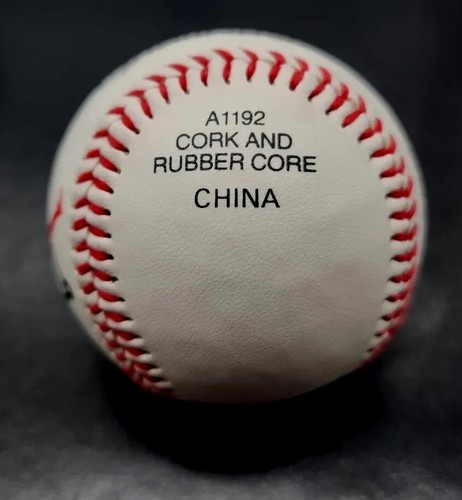 A1192
CORK AND
RUBBER CORE
CHINA